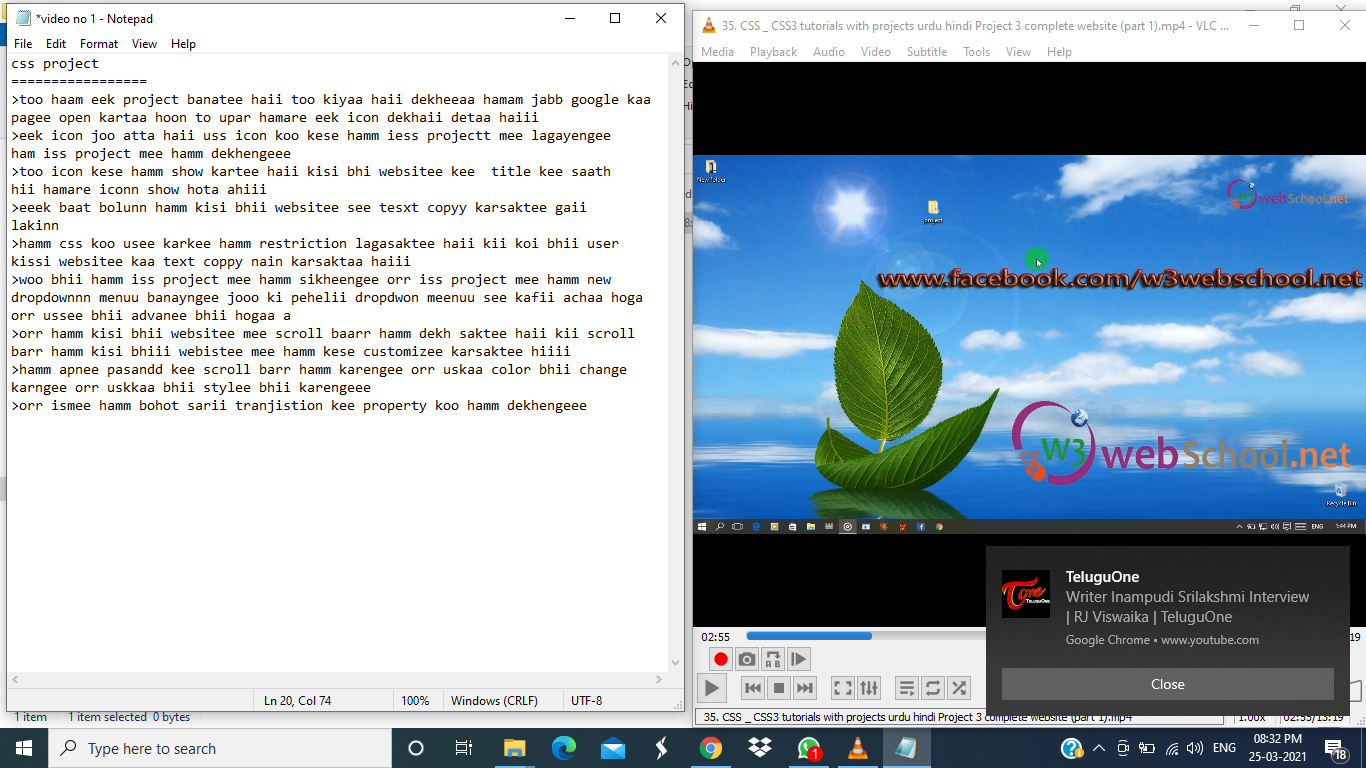 *video no 1 - Notepad
File Edit Format View Help
css project
=================
>too haam eek project banatee haii too kiyaa haii dekheeaa hamam jabb google kaa
pagee open kartaa hoon to upar hamare eek icon dekhaii detaa haiii
>eek icon joo atta haii uss icon koo kese hamm iess projectt mee lagayengee
ham iss project mee hamm dekhengeee
>too icon kese hamm show kartee haii kisi bhi websitee kee  title kee saath
hii hamare iconn show hota ahiii
>eeek baat bolunn hamm kisi bhii websitee see tesxt copyy karsaktee gaii
lakinn
>hamm css koo usee karkee hamm restriction lagasaktee haii kii koi bhii user
kissi websitee kaa text coppy nain karsaktaa haiii
>woo bhii hamm iss project mee hamm sikheengee orr iss project mee hamm new
dropdownnn menuu banayngee jooo ki pehelii dropdwon meenuu see kafii achaa hoga
orr ussee bhii advanee bhii hogaa a
>orr hamm kisi bhii websitee mee scroll baarr hamm dekh saktee haii kii scroll
barr hamm kisi bhiii webistee mee hamm kese customizee karsaktee hiiii
>hamm apnee pasandd kee scroll barr hamm karengee orr uskaa color bhii change
karngee orr uskkaa bhii stylee bhii karengeee
>orr ismee hamm bohot sarii tranjistion kee property koo hamm dekhengeee
Ln 20, Col 74 100% Windows (CRLF) UTF-8
1 item 1 item selected 0 bytes
35. CSS _ CSS3 tutorials with projects urdu hindi Project 3 complete website (part 1).mp4 - VLC ...
Media Playback Audio Video Subtitle Tools View Help
New folder
project
webSchool.net
www.facebook.com/w3webschool.net
W3 webSchool.net
Recycle Bin
ENG 1:44 PM
TeluguOne
Writer Inampudi Srilakshmi Interview
| RJ Viswaika | TeluguOne
Google Chrome • www.youtube.com
Close
02:55
35. CSS _ CSS3 tutorials with projects urdu hindi Project 3 complete website (part 1).mp4 1.00x 02:55/13:19
Type here to search
1
ENG
08:32 PM
25-03-2021
18